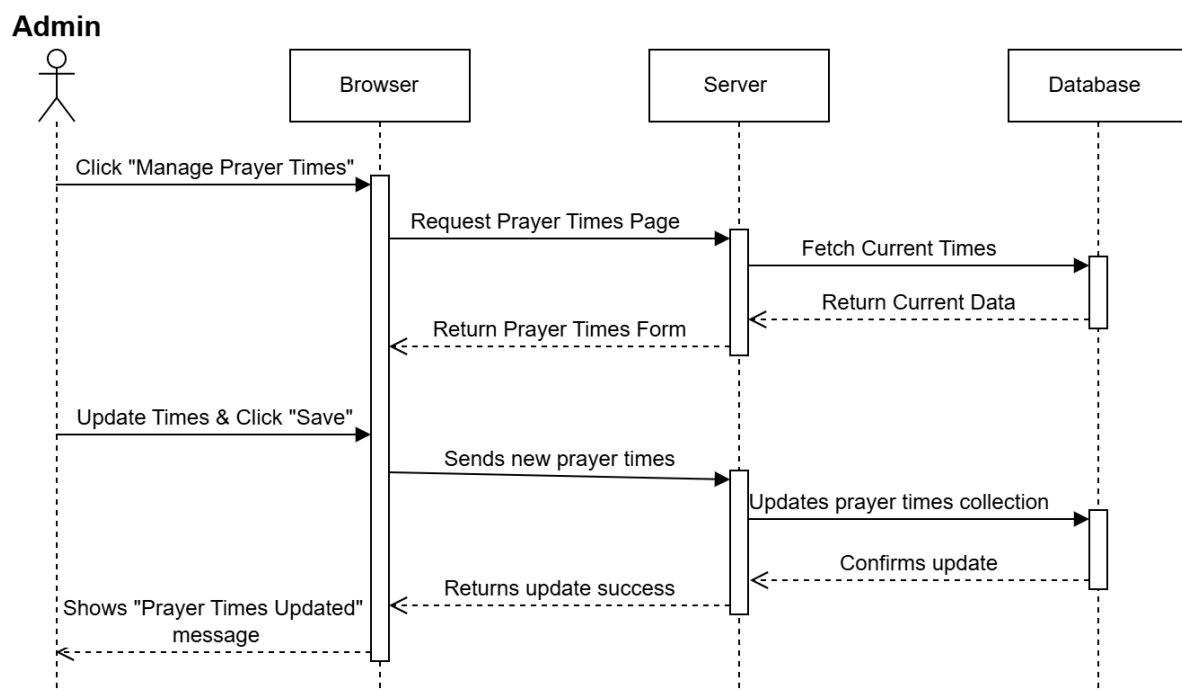 Admin
Browser
Server
Database
Click "Manage Prayer Times"
Request Prayer Times Page
Fetch Current Times
Return Current Data
Return Prayer Times Form
Update Times & Click "Save"
Sends new prayer times
Updates prayer times collection
Confirms update
Returns update success
Shows "Prayer Times Updated"
message